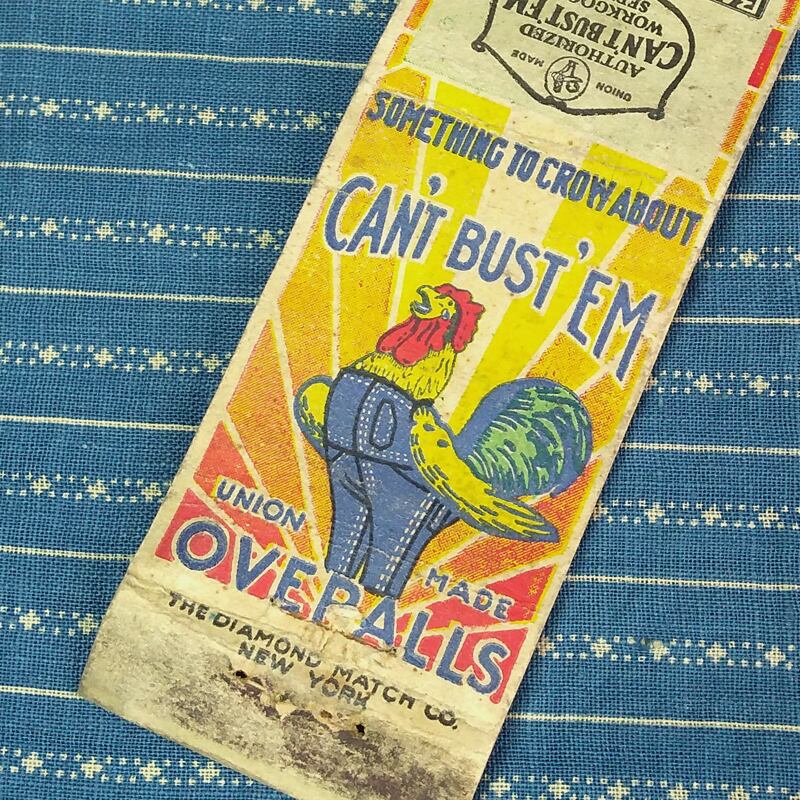 AUTHORIZED
CAN'T BUST 'EM
UNION MADE
SOMETHING TO CROW ABOUT
CAN'T BUST 'EM
UNION MADE
OVERALLS
THE DIAMOND MATCH CO.
NEW YORK